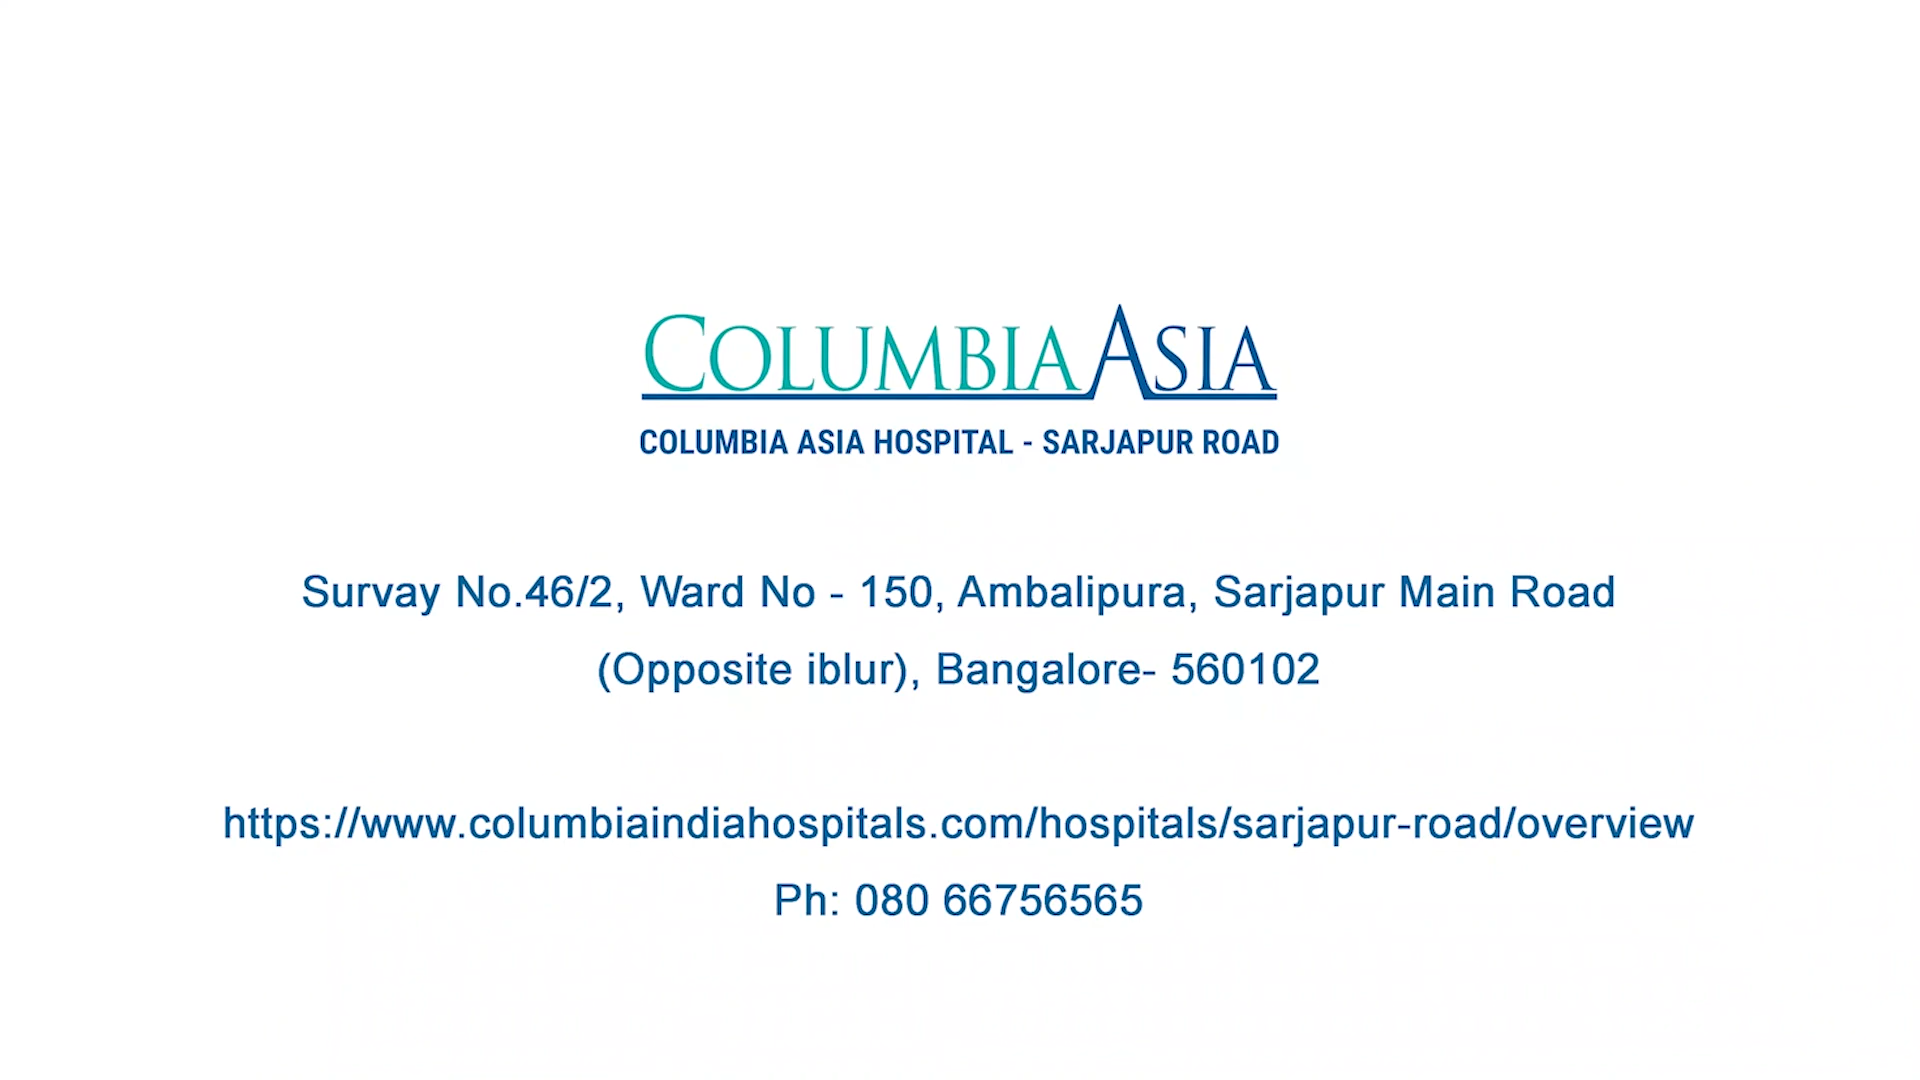 COLUMBIA ASIA
COLUMBIA ASIA HOSPITAL - SARJAPUR ROAD
Survay No.46/2, Ward No - 150, Ambalipura, Sarjapur Main Road
(Opposite iblur), Bangalore- 560102
https://www.columbiaindiahospitals.com/hospitals/sarjapur-road/overview
Ph: 080 66756565